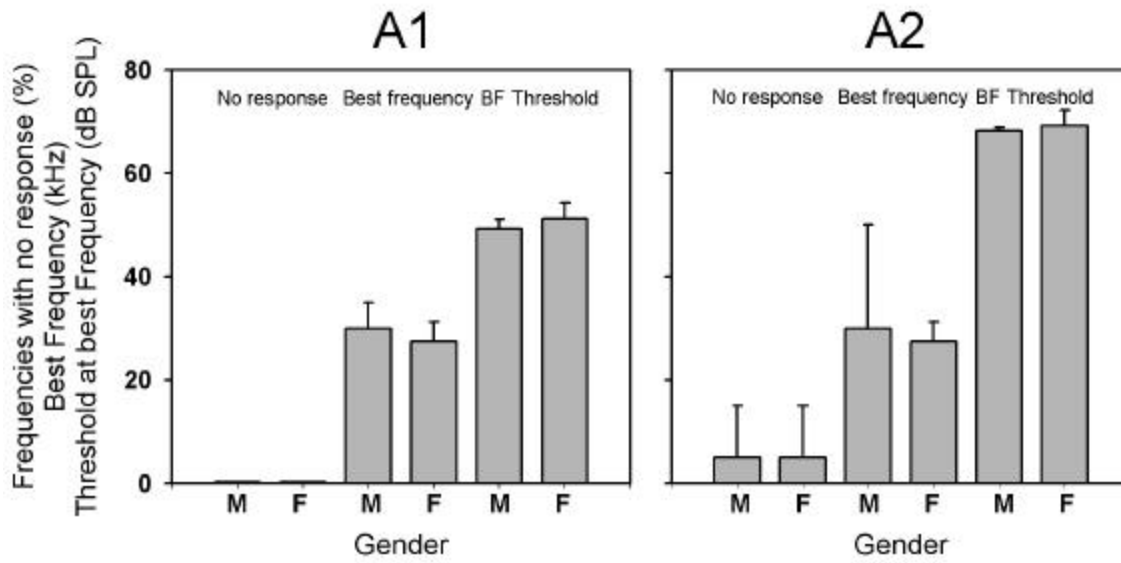 A1
A2
Frequencies with no response (%)
Best Frequency (kHz)
Threshold at best Frequency (dB SPL)
80
60
40
20
0
No response Best frequency BF Threshold
No response Best frequency BF Threshold
M F M F M F
M F M F M F
Gender
Gender